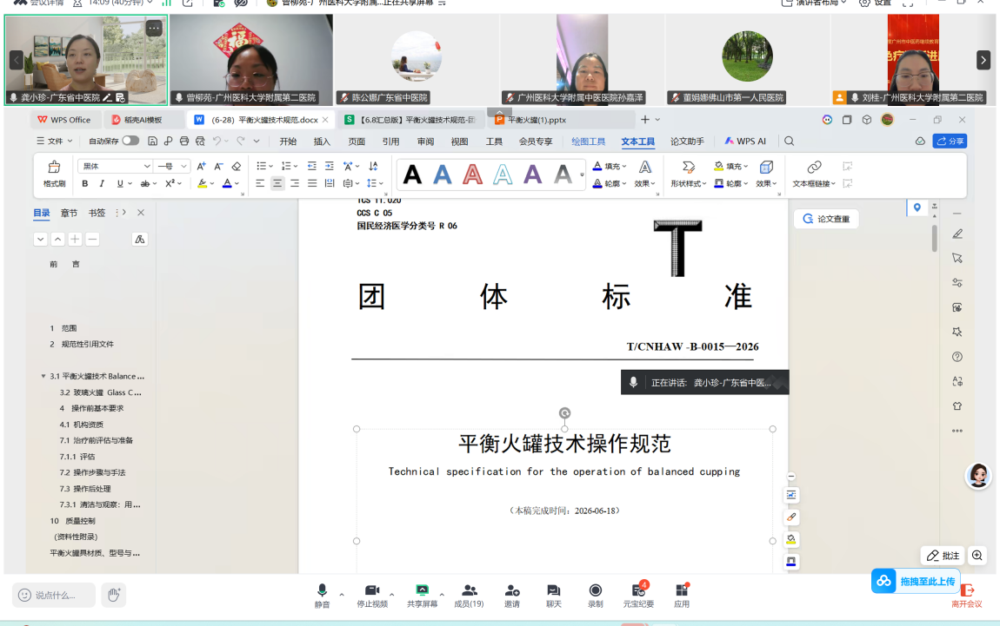 会议详情 14:09 (40分钟) 曾柳苑-广州医科大学附属...正在共享屏幕 演讲者布局 设置
龚小珍-广东省中医院
福
曾柳苑-广州医科大学附属第二医院
陈公娜广东省中医院
广州医科大学附属中医医院孙嘉泽
董娟娜佛山市第一人民医院
刘桂-广州医科大学附属第二医院
WPS Office 稻壳AI模板 (6-28) 平衡火罐技术规范.docx 【6.8汇总版】平衡火罐技术规范-团 平衡火罐(1).pptx
文件 自动保存 开始 插入 页面 引用 审阅 视图 工具 会员专享 绘图工具 文本工具 论文助手 WPS AI 分享
格式刷 黑体 一号 填充 轮廓 效果 形状样式 填充 轮廓 效果 文本框链接
目录 章节 书签
前 言
1 范围
2 规范性引用文件
3.1 平衡火罐技术 Balance ...
3.2 玻璃火罐 Glass C ...
4 操作前基本要求
4.1 机构资质
7.1 治疗前评估与准备
7.1.1 评估
7.2 操作步骤与手法
7.3 操作后处理
7.3.1 清洁与观察：用 ...
10 质量控制
(资料性附录)
平衡火罐具材质、型号与 ...
CCS C 05
国民经济医学分类号 R 06
T
团 体 标 准
T/CNHAW -B-0015—2026
正在讲话: 龚小珍-广东省中医...
平衡火罐技术操作规范
Technical specification for the operation of balanced cupping
（本稿完成时间：2026-06-18）
论文查重
批注
拖拽至此上传
说点什么...
静音 停止视频 共享屏幕 成员(19) 邀请 聊天 录制 元宝纪要 4 应用 离开会议